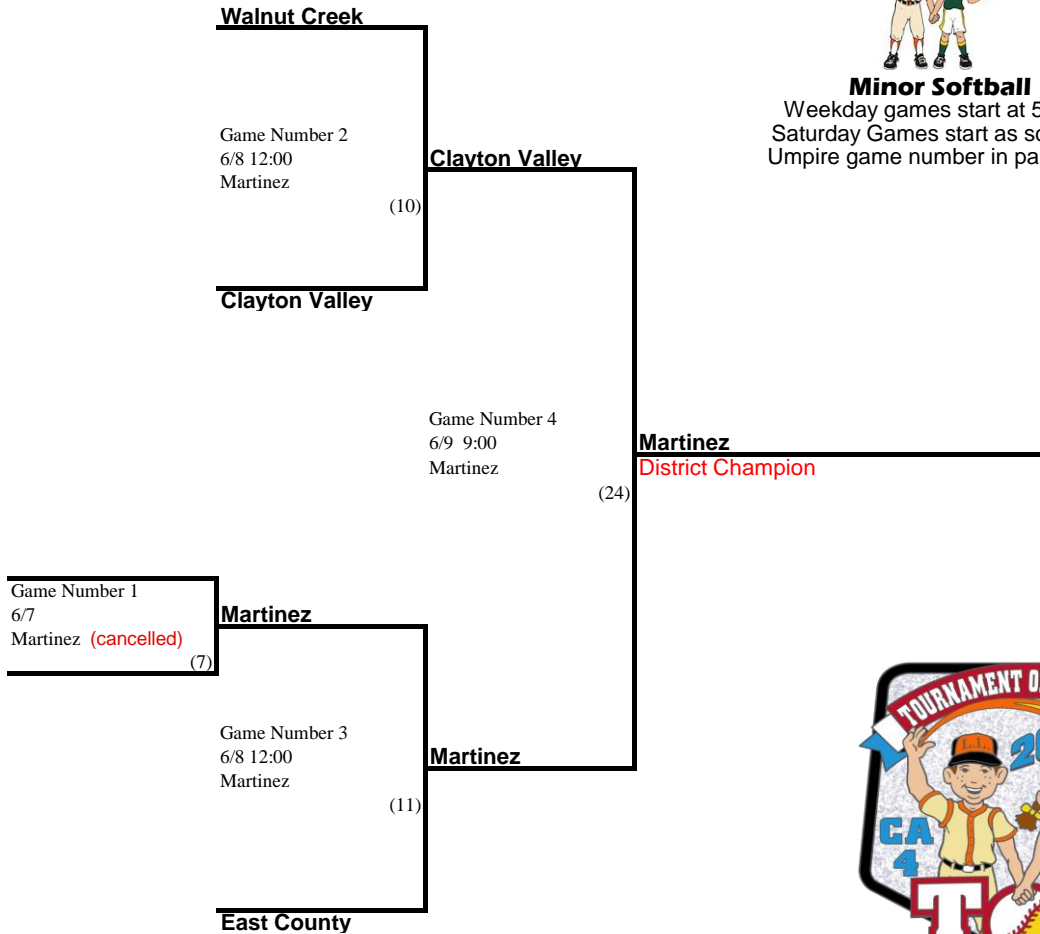 Walnut Creek
Minor Softball
Weekday games start at 5
Saturday Games start as
Umpire game number in
Game Number 2
6/8 12:00
Martinez
(10)
Clayton Valley
Clayton Valley
Game Number 4
6/9 9:00
Martinez
(24)
Martinez
District Champion
Game Number 1
6/7
Martinez (cancelled)
(7)
Martinez
Game Number 3
6/8 12:00
Martinez
(11)
Martinez
East County
TOURNAMENT
L.L.
CA
4